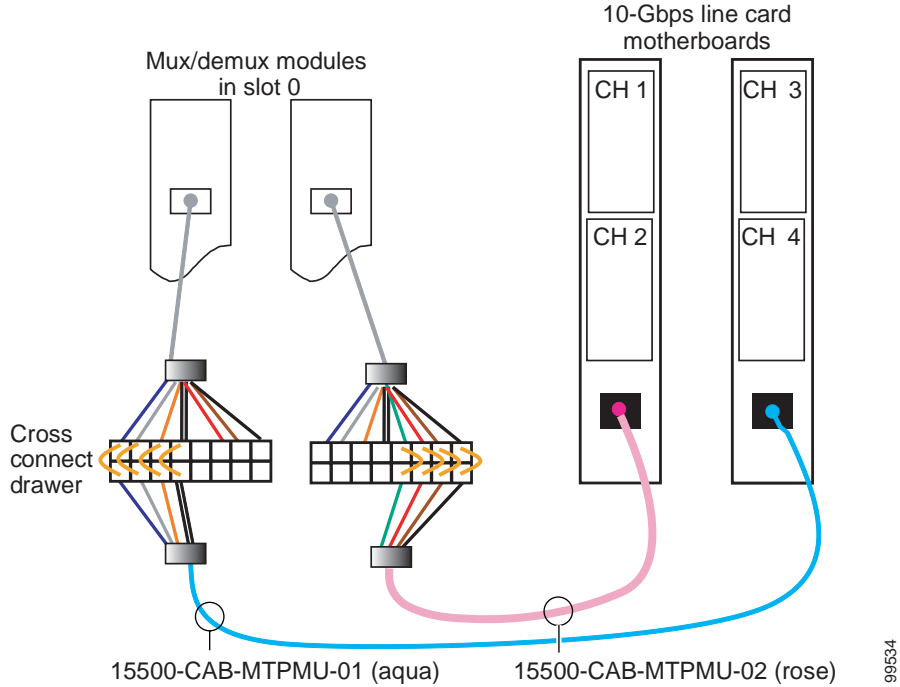 10-Gbps line card
motherboards
Mux/demux modules
in slot 0
CH 1
CH 3
CH 2
CH 4
Cross
connect
drawer
15500-CAB-MTPMU-01 (aqua)
15500-CAB-MTPMU-02 (rose)
99534